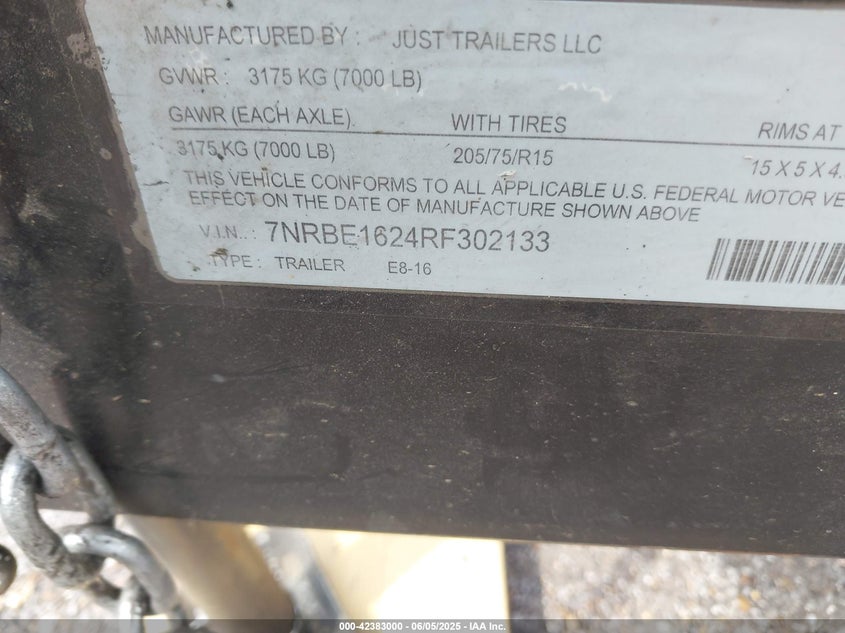 MANUFACTURED BY : JUST TRAILERS LLC
GVWR : 3175 KG (7000 LB)
GAWR (EACH AXLE). WITH TIRES RIMS AT
3175 KG (7000 LB) 205/75/R15 15 X 5 X 4.
THIS VEHICLE CONFORMS TO ALL APPLICABLE U.S. FEDERAL MOTOR VE
EFFECT ON THE DATE OF MANUFACTURE SHOWN ABOVE
V.I.N. : 7NRBE1624RF302133
TYPE : TRAILER E8-16
000-42383000 - 06/05/2025 - IAA Inc.